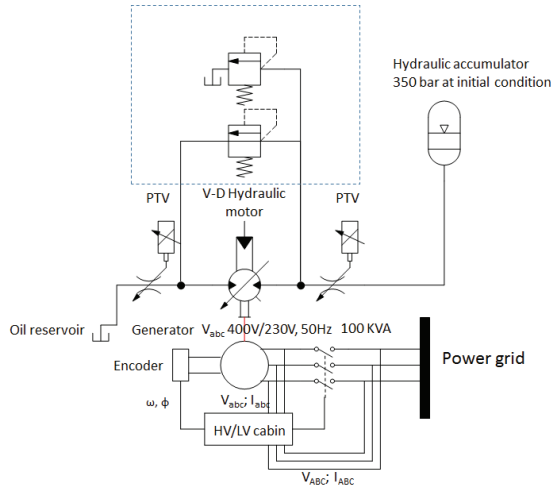 Hydraulic accumulator
350 bar at initial condition
PTV
V-D Hydraulic
motor
PTV
Oil reservoir
Generator
Vabc 400V/230V, 50Hz
100 KVA
Encoder
Power grid
Vabc; Iabc
ω, ϕ
HV/LV cabin
VABC; IABC